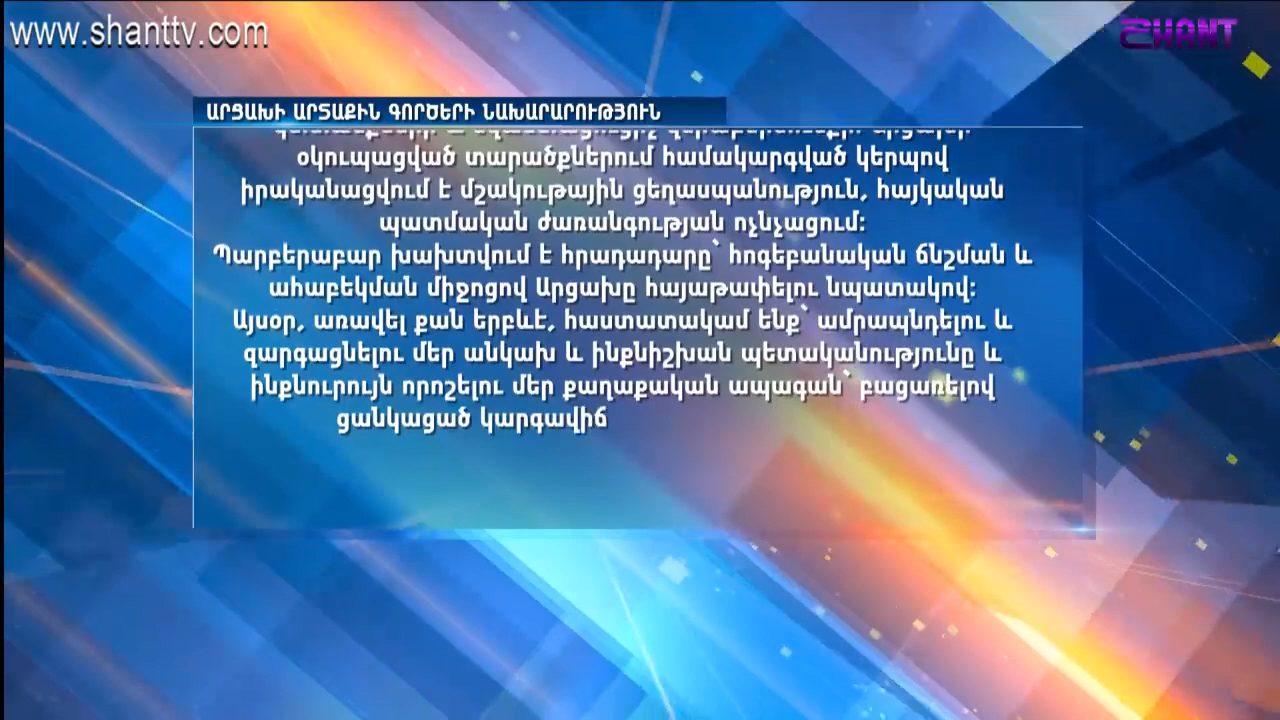 www.shanttv.com
SHANT
ԱՐՑԱԽԻ ԱՐՏԱՔԻՆ ԳՈՐԾԵՐԻ ՆԱԽԱՐԱՐՈՒԹՅՈՒՆ
օկուպացված տարածքներում համակարգված կերպով
իրականացվում է մշակութային ցեղասպանություն, հայկական
պատմական ժառանգության ոչնչացում:
Պարբերաբար խախտվում է հրադադարը՝ հոգեբանական ճնշման և
ահաբեկման միջոցով Արցախը հայաթափելու նպատակով:
Այսօր, առավել քան երբևէ, հաստատակամ ենք՝ ամրապնդելու և
զարգացնելու մեր անկախ և ինքնիշխան պետականությունը և
ինքնուրույն որոշելու մեր քաղաքական ապագան՝ բացառելով
ցանկացած կարգավիճ